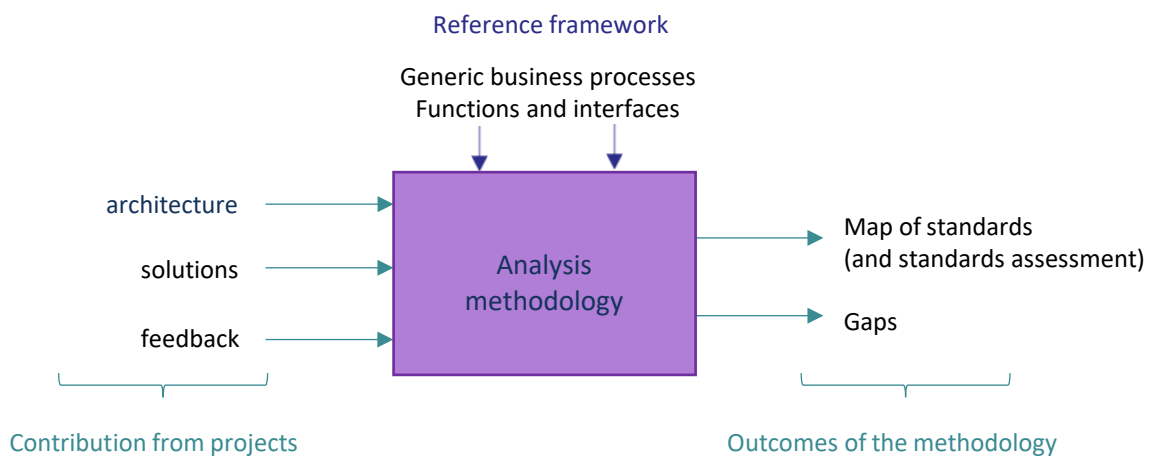 Reference framework
Generic business processes
Functions and interfaces
architecture
solutions
feedback
Analysis
methodology
Map of standards
(and standards assessment)
Gaps
Contribution from projects
Outcomes of the methodology